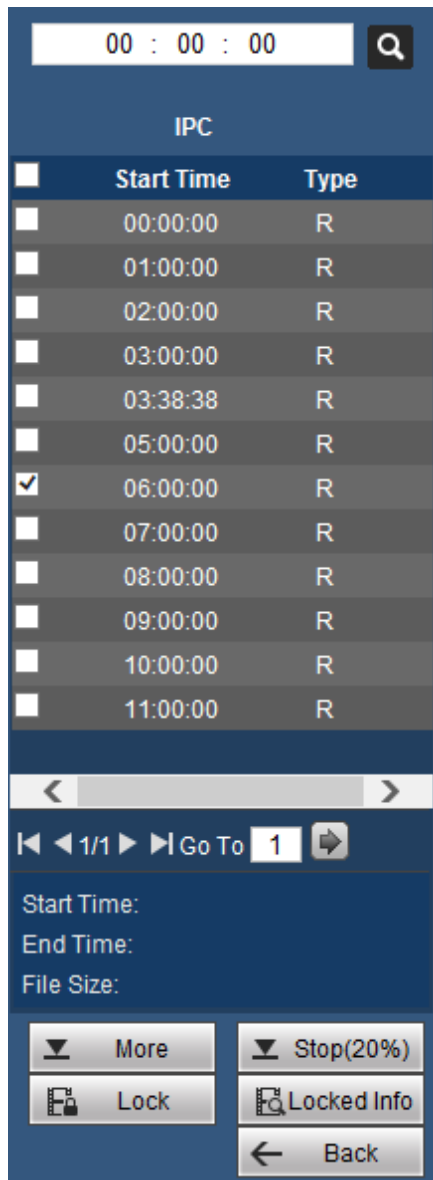 00 : 00 : 00
IPC
Start Time Type
00:00:00 R
01:00:00 R
02:00:00 R
03:00:00 R
03:38:38 R
05:00:00 R
06:00:00 R
07:00:00 R
08:00:00 R
09:00:00 R
10:00:00 R
11:00:00 R
1/1 Go To 1
Start Time:
End Time:
File Size:
More Stop(20%)
Lock Locked Info
Back